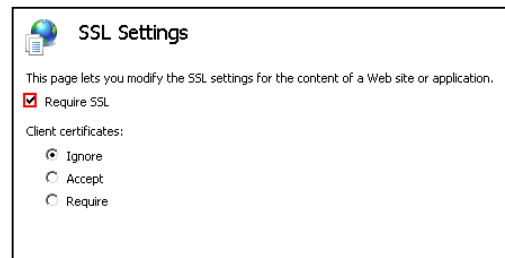 SSL Settings
This page lets you modify the SSL settings for the content of a Web site or application.
Require SSL
Client certificates:
Ignore
Accept
Require